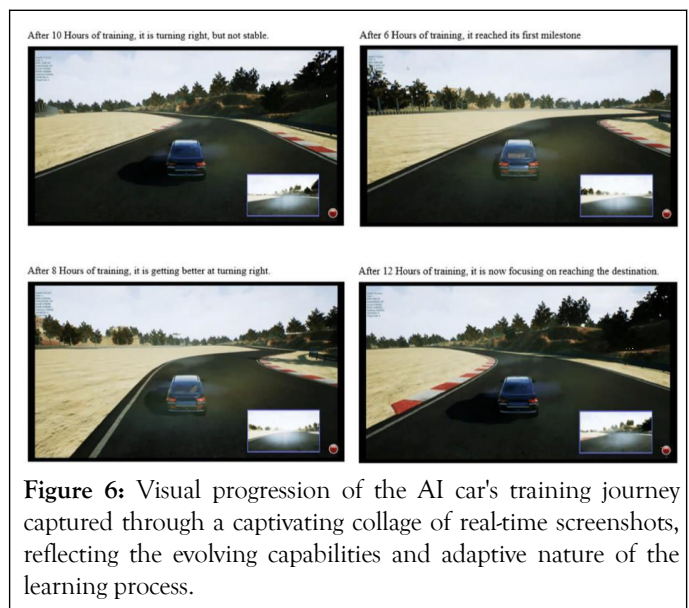 After 10 Hours of training, it is turning right, but not stable.
After 6 Hours of training, it reached its first milestone
After 8 Hours of training, it is getting better at turning right.
After 12 Hours of training, it is now focusing on reaching the destination.
Figure 6: Visual progression of the AI car's training journey
captured through a captivating collage of real-time screenshots,
reflecting the evolving capabilities and adaptive nature of the
learning process.